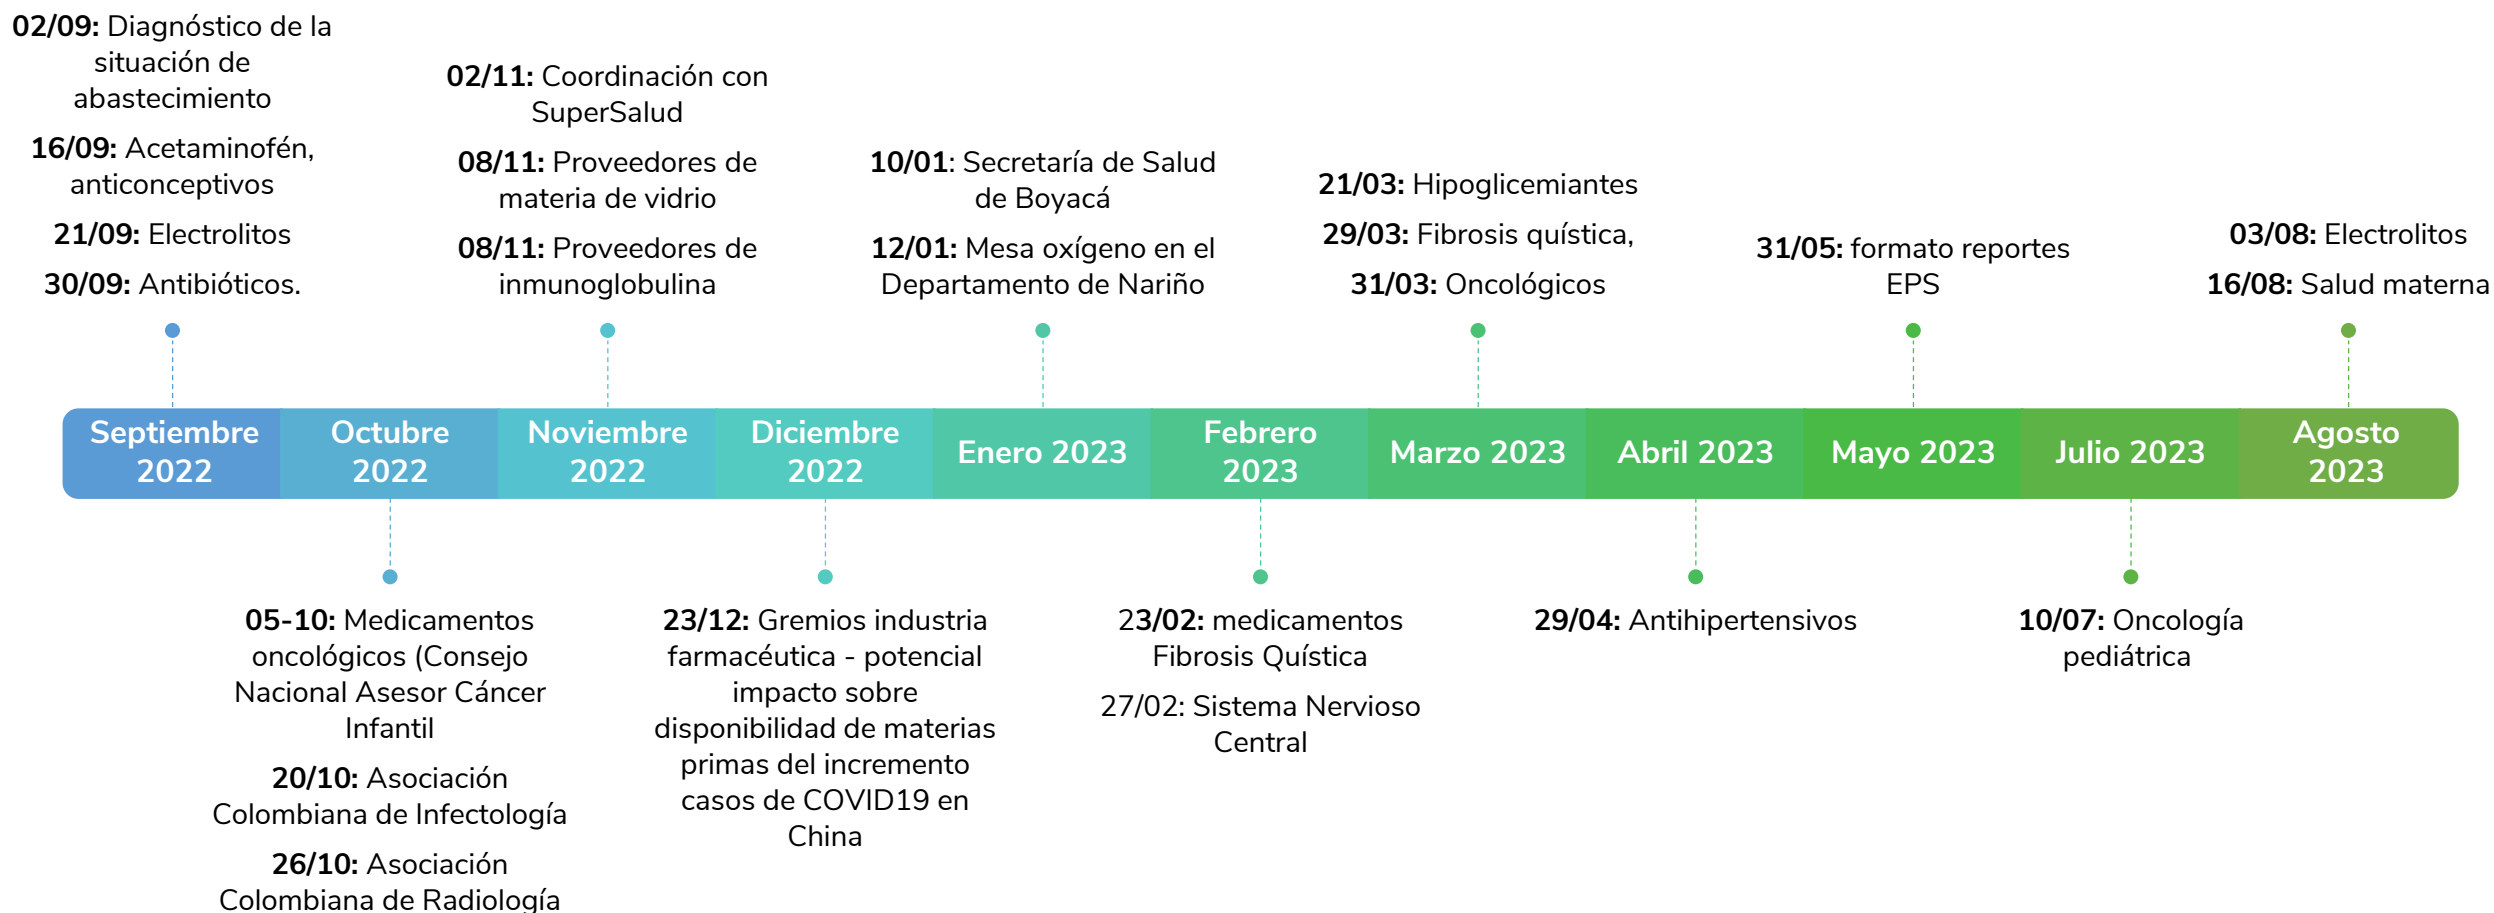 02/09: Diagnóstico de la
situación de
abastecimiento
16/09: Acetaminofén,
anticonceptivos
21/09: Electrolitos
30/09: Antibióticos.
02/11: Coordinación con
SuperSalud
08/11: Proveedores de
materia de vidrio
08/11: Proveedores de
inmunoglobulina
10/01: Secretaría de Salud
de Boyacá
12/01: Mesa oxígeno en el
Departamento de Nariño
21/03: Hipoglicemiantes
29/03: Fibrosis quística,
31/03: Oncológicos
31/05: formato reportes
EPS
03/08: Electrolitos
16/08: Salud materna
Septiembre
2022
Octubre
2022
Noviembre
2022
Diciembre
2022
Enero 2023
Febrero
2023
Marzo 2023
Abril 2023
Mayo 2023
Julio 2023
Agosto
2023
05-10: Medicamentos
oncológicos (Consejo
Nacional Asesor Cáncer
Infantil
20/10: Asociación
Colombiana de Infectología
26/10: Asociación
Colombiana de Radiología
23/12: Gremios industria
farmacéutica - potencial
impacto sobre
disponibilidad de materias
primas del incremento
casos de COVID19 en
China
23/02: medicamentos
Fibrosis Quística
27/02: Sistema Nervioso
Central
29/04: Antihipertensivos
10/07: Oncología
pediátrica